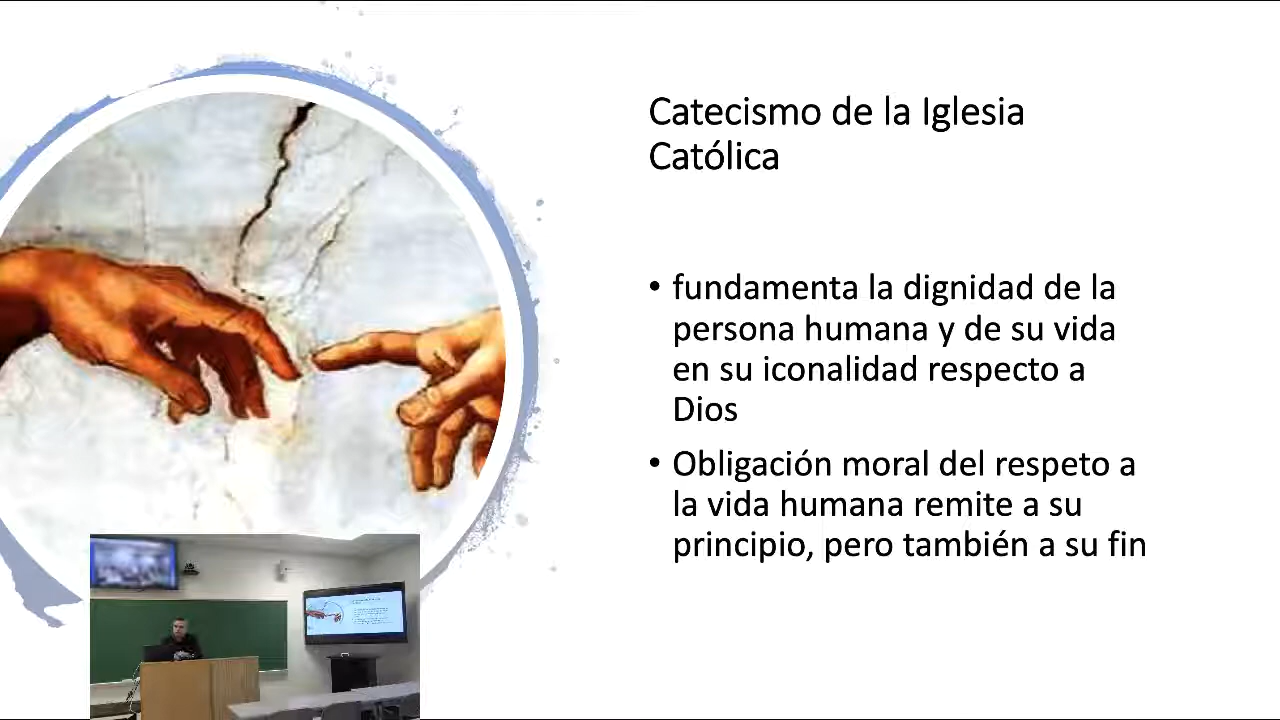 Catecismo de la Iglesia
Católica
• fundamenta la dignidad de la
persona humana y de su vida
en su iconalidad respecto a
Dios
• Obligación moral del respeto a
la vida humana remite a su
principio, pero también a su fin